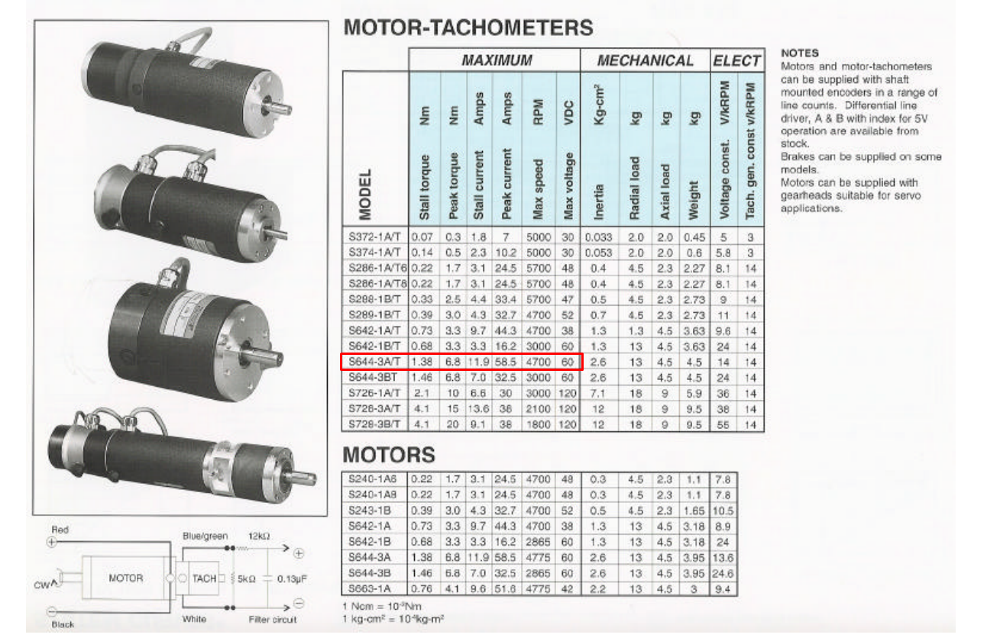 MOTOR-TACHOMETERS
MAXIMUM MECHANICAL ELECT
MODEL Stall torque Nm Peak torque Nm Stall current Amps Peak current Amps Max speed RPM Max voltage VDC Inertia Kg-cm² Radial load kg Axial load kg Weight kg Voltage const. V/kRPM Tach. gen. const v/kRPM
S372-1A/T 0.07 0.3 1.8 7 5000 30 0.033 2.0 2.0 0.45 5 3
S374-1A/T 0.14 0.5 2.3 10.2 5000 30 0.053 2.0 2.0 0.6 5.8 3
S286-1A/T6 0.22 1.7 3.1 24.5 5700 48 0.4 4.5 2.3 2.27 8.1 14
S286-1A/T8 0.22 1.7 3.1 24.5 5700 48 0.4 4.5 2.3 2.27 8.1 14
S288-1B/T 0.33 2.5 4.4 33.4 5700 47 0.5 4.5 2.3 2.73 9 14
S289-1B/T 0.39 3.0 4.3 32.7 4700 52 0.7 4.5 2.3 2.73 11 14
S642-1A/T 0.73 3.3 9.7 44.3 4700 38 1.3 1.3 4.5 3.63 9.6 14
S642-1B/T 0.68 3.3 3.3 16.2 3000 60 1.3 13 4.5 3.63 24 14
S644-3A/T 1.38 6.8 11.9 58.5 4700 60 2.6 13 4.5 4.5 14 14
S644-3BT 1.46 6.8 7.0 32.5 3000 60 2.6 13 4.5 4.5 24 14
S726-1A/T 2.1 10 6.6 30 3000 120 7.1 18 9 5.9 36 14
S728-3A/T 4.1 15 13.6 38 2100 120 12 18 9 9.5 38 14
S728-3B/T 4.1 20 9.1 38 1800 120 12 18 9 9.5 55 14
MOTORS
S240-1A6 0.22 1.7 3.1 24.5 4700 48 0.3 4.5 2.3 1.1 7.8
S240-1A8 0.22 1.7 3.1 24.5 4700 48 0.3 4.5 2.3 1.1 7.8
S243-1B 0.39 3.0 4.3 32.7 4700 52 0.5 4.5 2.3 1.65 10.5
S642-1A 0.73 3.3 9.7 44.3 4700 38 1.3 13 4.5 3.18 8.9
S642-1B 0.68 3.3 3.3 16.2 2865 60 1.3 13 4.5 3.18 24
S644-3A 1.38 6.8 11.9 58.5 4775 60 2.6 13 4.5 3.95 13.6
S644-3B 1.46 6.8 7.0 32.5 2865 60 2.6 13 4.5 3.95 24.6
S663-1A 0.76 4.1 9.6 51.6 4775 42 2.2 13 4.5 3 9.4
1 Ncm = 10⁻²Nm
1 kg-cm² = 10⁻⁴kg-m²
NOTES
Motors and motor-tachometers
can be supplied with shaft
mounted encoders in a range of
line counts. Differential line
driver, A & B with index for 5V
operation are available from
stock.
Brakes can be supplied on some
models.
Motors can be supplied with
gearheads suitable for servo
applications.
Red
Blue/green 12kΩ
CW MOTOR TACH 5kΩ 0.13µF
Black
White Filter circuit